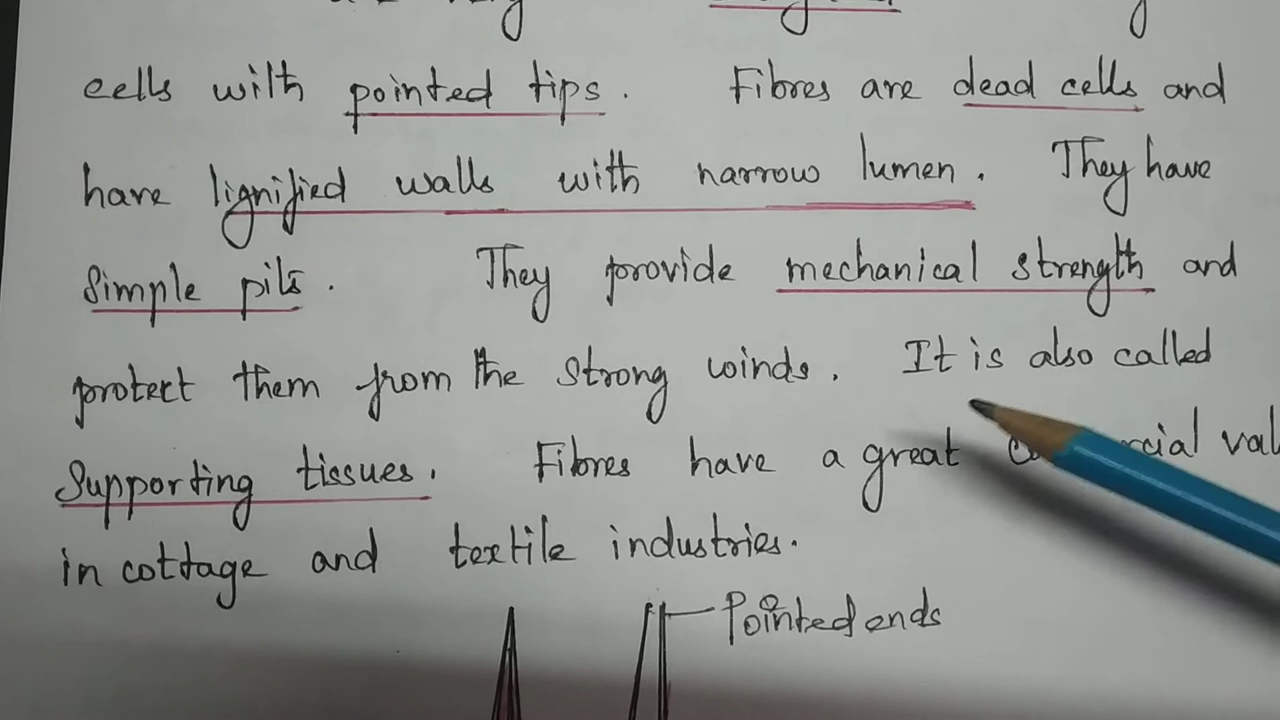 cells with pointed tips. Fibres are dead cells and
have lignified walls with narrow lumen. They have
Simple pits. They provide mechanical strength and
protect them from the strong winds. It is also called
Supporting tissues. Fibres have a great
in cottage and textile industries.
Pointed ends